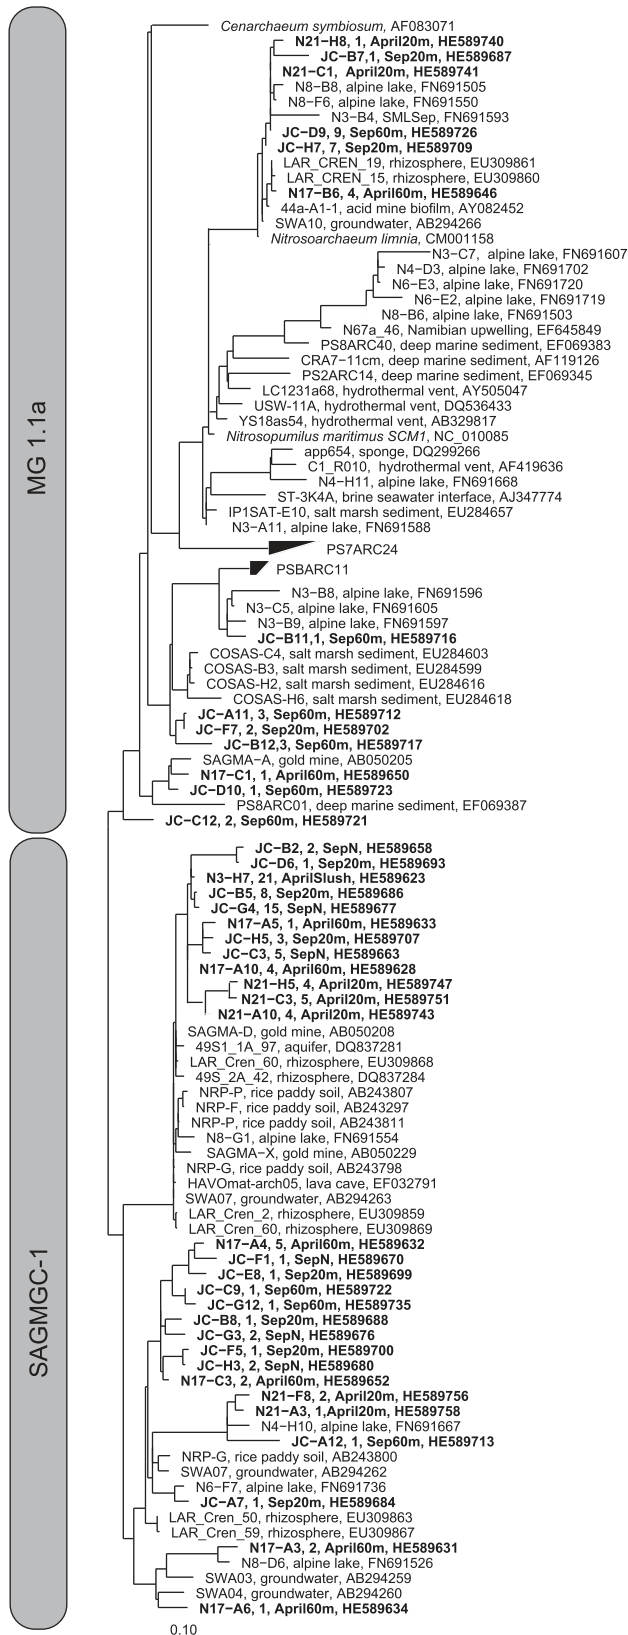 Cenarchaeum symbiosum, AF083071
N21−H8, 1, April20m, HE589740
JC−B7,1, Sep20m, HE589687
N21−C1, April20m, HE589741
N8−B8, alpine lake, FN691505
N8−F6, alpine lake, FN691550
N3−B4, SMLSep, FN691593
JC−D9, 9, Sep60m, HE589726
JC−H7, 7, Sep20m, HE589709
LAR_CREN_19, rhizosphere, EU309861
LAR_CREN_15, rhizosphere, EU309860
N17−B6, 4, April60m, HE589646
44a-A1-1, acid mine biofilm, AY082452
SWA10, groundwater, AB294266
Nitrosoarchaeum limnia, CM001158
N3−C7, alpine lake, FN691607
N4−D3, alpine lake, FN691702
N6−E3, alpine lake, FN691720
N6−E2, alpine lake, FN691719
N8−B6, alpine lake, FN691503
N67a_46, Namibian upwelling, EF645849
PS8ARC40, deep marine sediment, EF069383
CRA7−11cm, deep marine sediment, AF119126
PS2ARC14, deep marine sediment, EF069345
LC1231a68, hydrothermal vent, AY505047
USW-11A, hydrothermal vent, DQ536433
YS18as54, hydrothermal vent, AB329817
Nitrosopumilus maritimus SCM1, NC_010085
app654, sponge, DQ299266
C1_R010, hydrothermal vent, AF419636
N4−H11, alpine lake, FN691668
ST-3K4A, brine seawater interface, AJ347774
IP1SAT-E10, salt marsh sediment, EU284657
N3−A11, alpine lake, FN691588
PS7ARC24
PSBARC11
N3−B8, alpine lake, FN691596
N3−C5, alpine lake, FN691605
N3−B9, alpine lake, FN691597
JC−B11,1, Sep60m, HE589716
COSAS-C4, salt marsh sediment, EU284603
COSAS-B3, salt marsh sediment, EU284599
COSAS-H2, salt marsh sediment, EU284616
COSAS-H6, salt marsh sediment, EU284618
JC−A11, 3, Sep60m, HE589712
JC−F7, 2, Sep20m, HE589702
JC−B12,3, Sep60m, HE589717
SAGMA−A, gold mine, AB050205
N17−C1, 1, April60m, HE589650
JC−D10, 1, Sep60m, HE589723
PS8ARC01, deep marine sediment, EF069387
JC−C12, 2, Sep60m, HE589721
MG 1.1a
JC−B2, 2, SepN, HE589658
JC−D6, 1, Sep20m, HE589693
N3−H7, 21, AprilSlush, HE589623
JC−B5, 8, Sep20m, HE589686
JC−G4, 15, SepN, HE589677
N17−A5, 1, April60m, HE589633
JC−H5, 3, Sep20m, HE589707
JC−C3, 5, SepN, HE589663
N17−A10, 4, April60m, HE589628
N21−H5, 4, April20m, HE589747
N21−C3, 5, April20m, HE589751
N21−A10, 4, April20m, HE589743
SAGMA-D, gold mine, AB050208
49S1_1A_97, aquifer, DQ837281
LAR_Cren_60, rhizosphere, EU309868
49S_2A_42, rhizosphere, DQ837284
NRP-P, rice paddy soil, AB243807
NRP-F, rice paddy soil, AB243297
NRP-P, rice paddy soil, AB243811
N8−G1, alpine lake, FN691554
SAGMA−X, gold mine, AB050229
NRP-G, rice paddy soil, AB243798
HAVOmat-arch05, lava cave, EF032791
SWA07, groundwater, AB294263
LAR_Cren_2, rhizosphere, EU309859
LAR_Cren_60, rhizosphere, EU309869
N17−A4, 5, April60m, HE589632
JC−F1, 1, SepN, HE589670
JC−E8, 1, Sep20m, HE589699
JC−C9, 1, Sep60m, HE589722
JC−G12, 1, Sep60m, HE589735
JC−B8, 1, Sep20m, HE589688
JC−G3, 2, SepN, HE589676
JC−F5, 1, Sep20m, HE589700
JC−H3, 2, SepN, HE589680
N17−C3, 2, April60m, HE589652
N21−F8, 2, April20m, HE589756
N21−A3, 1,April20m, HE589758
N4−H10, alpine lake, FN691667
JC−A12, 1, Sep60m, HE589713
NRP−G, rice paddy soil, AB243800
SWA07, groundwater, AB294262
N6−F7, alpine lake, FN691736
JC−A7, 1, Sep20m, HE589684
LAR_Cren_50, rhizosphere, EU309863
LAR_Cren_59, rhizosphere, EU309867
N17−A3, 2, April60m, HE589631
N8−D6, alpine lake, FN691526
SWA03, groundwater, AB294259
SWA04, groundwater, AB294260
N17−A6, 1, April60m, HE589634
SAGMGC-1
0.10